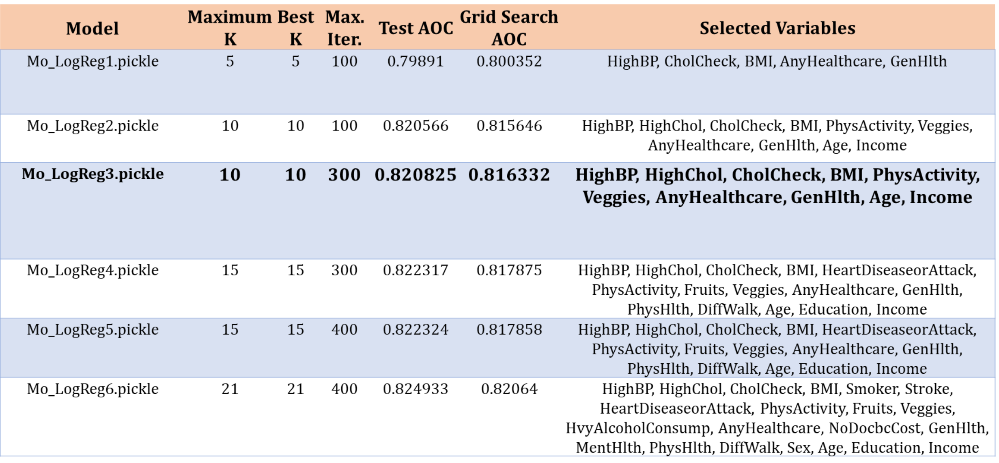 Model Maximum K Best K Max. Iter. Test AOC Grid Search AOC Selected Variables
Mo_LogReg1.pickle 5 5 100 0.79891 0.800352 HighBP, CholCheck, BMI, AnyHealthcare, GenHlth
Mo_LogReg2.pickle 10 10 100 0.820566 0.815646 HighBP, HighChol, CholCheck, BMI, PhysActivity, Veggies,
AnyHealthcare, GenHlth, Age, Income
Mo_LogReg3.pickle 10 10 300 0.820825 0.816332 HighBP, HighChol, CholCheck, BMI, PhysActivity,
Veggies, AnyHealthcare, GenHlth, Age, Income
Mo_LogReg4.pickle 15 15 300 0.822317 0.817875 HighBP, HighChol, CholCheck, BMI, HeartDiseaseorAttack,
PhysActivity, Fruits, Veggies, AnyHealthcare, GenHlth,
PhysHlth, DiffWalk, Age, Education, Income
Mo_LogReg5.pickle 15 15 400 0.822324 0.817858 HighBP, HighChol, CholCheck, BMI, HeartDiseaseorAttack,
PhysActivity, Fruits, Veggies, AnyHealthcare, GenHlth,
PhysHlth, DiffWalk, Age, Education, Income
Mo_LogReg6.pickle 21 21 400 0.824933 0.82064 HighBP, HighChol, CholCheck, BMI, Smoker, Stroke,
HeartDiseaseorAttack, PhysActivity, Fruits, Veggies,
HvyAlcoholConsump, AnyHealthcare, NoDocbcCost, GenHlth,
MentHlth, PhysHlth, DiffWalk, Sex, Age, Education, Income